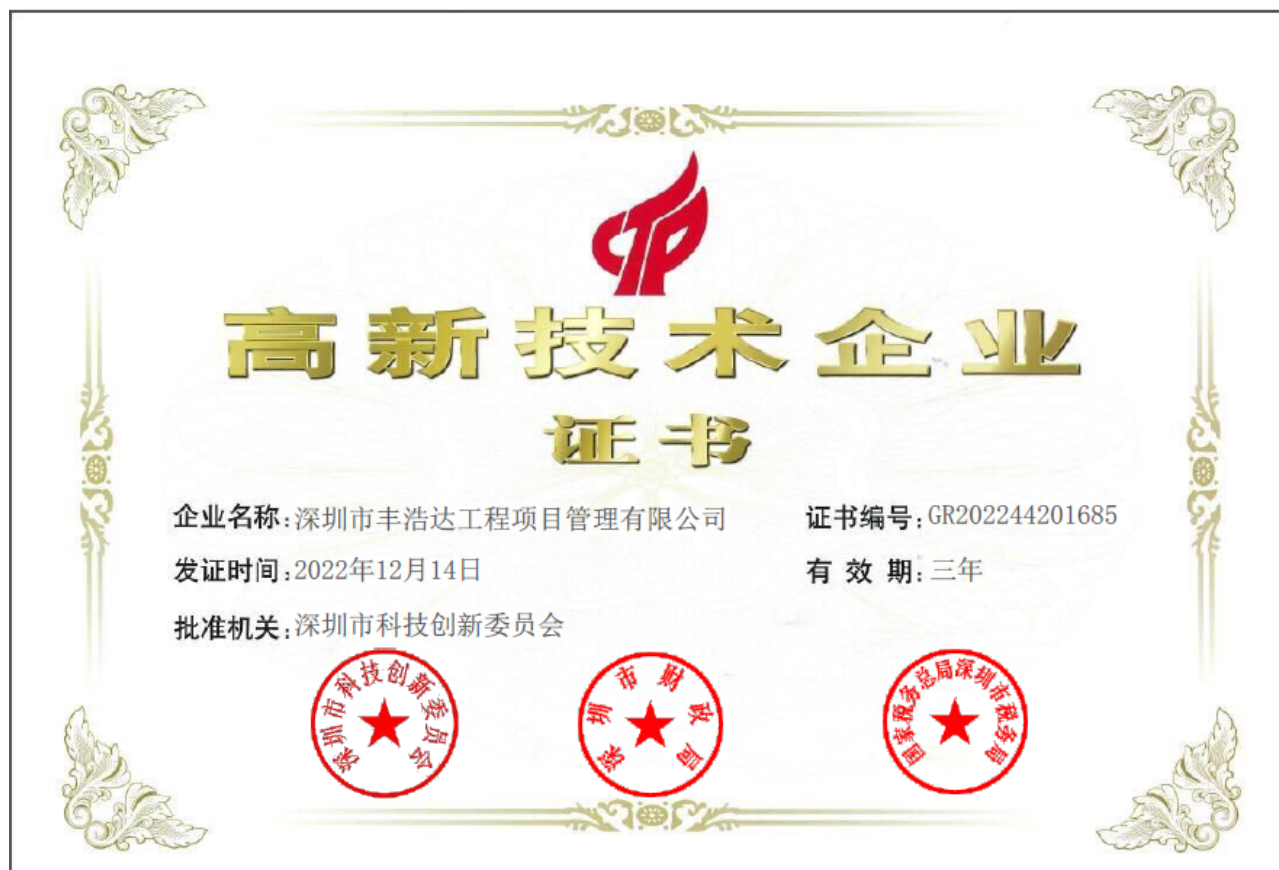 高新技术企业
证书
企业名称:深圳市丰浩达工程项目管理有限公司 证书编号:GR202244201685
发证时间:2022年12月14日 有 效 期:三年
批准机关:深圳市科技创新委员会
深圳市科技创新委员会 深圳市财政局 国家税务总局深圳市税务局